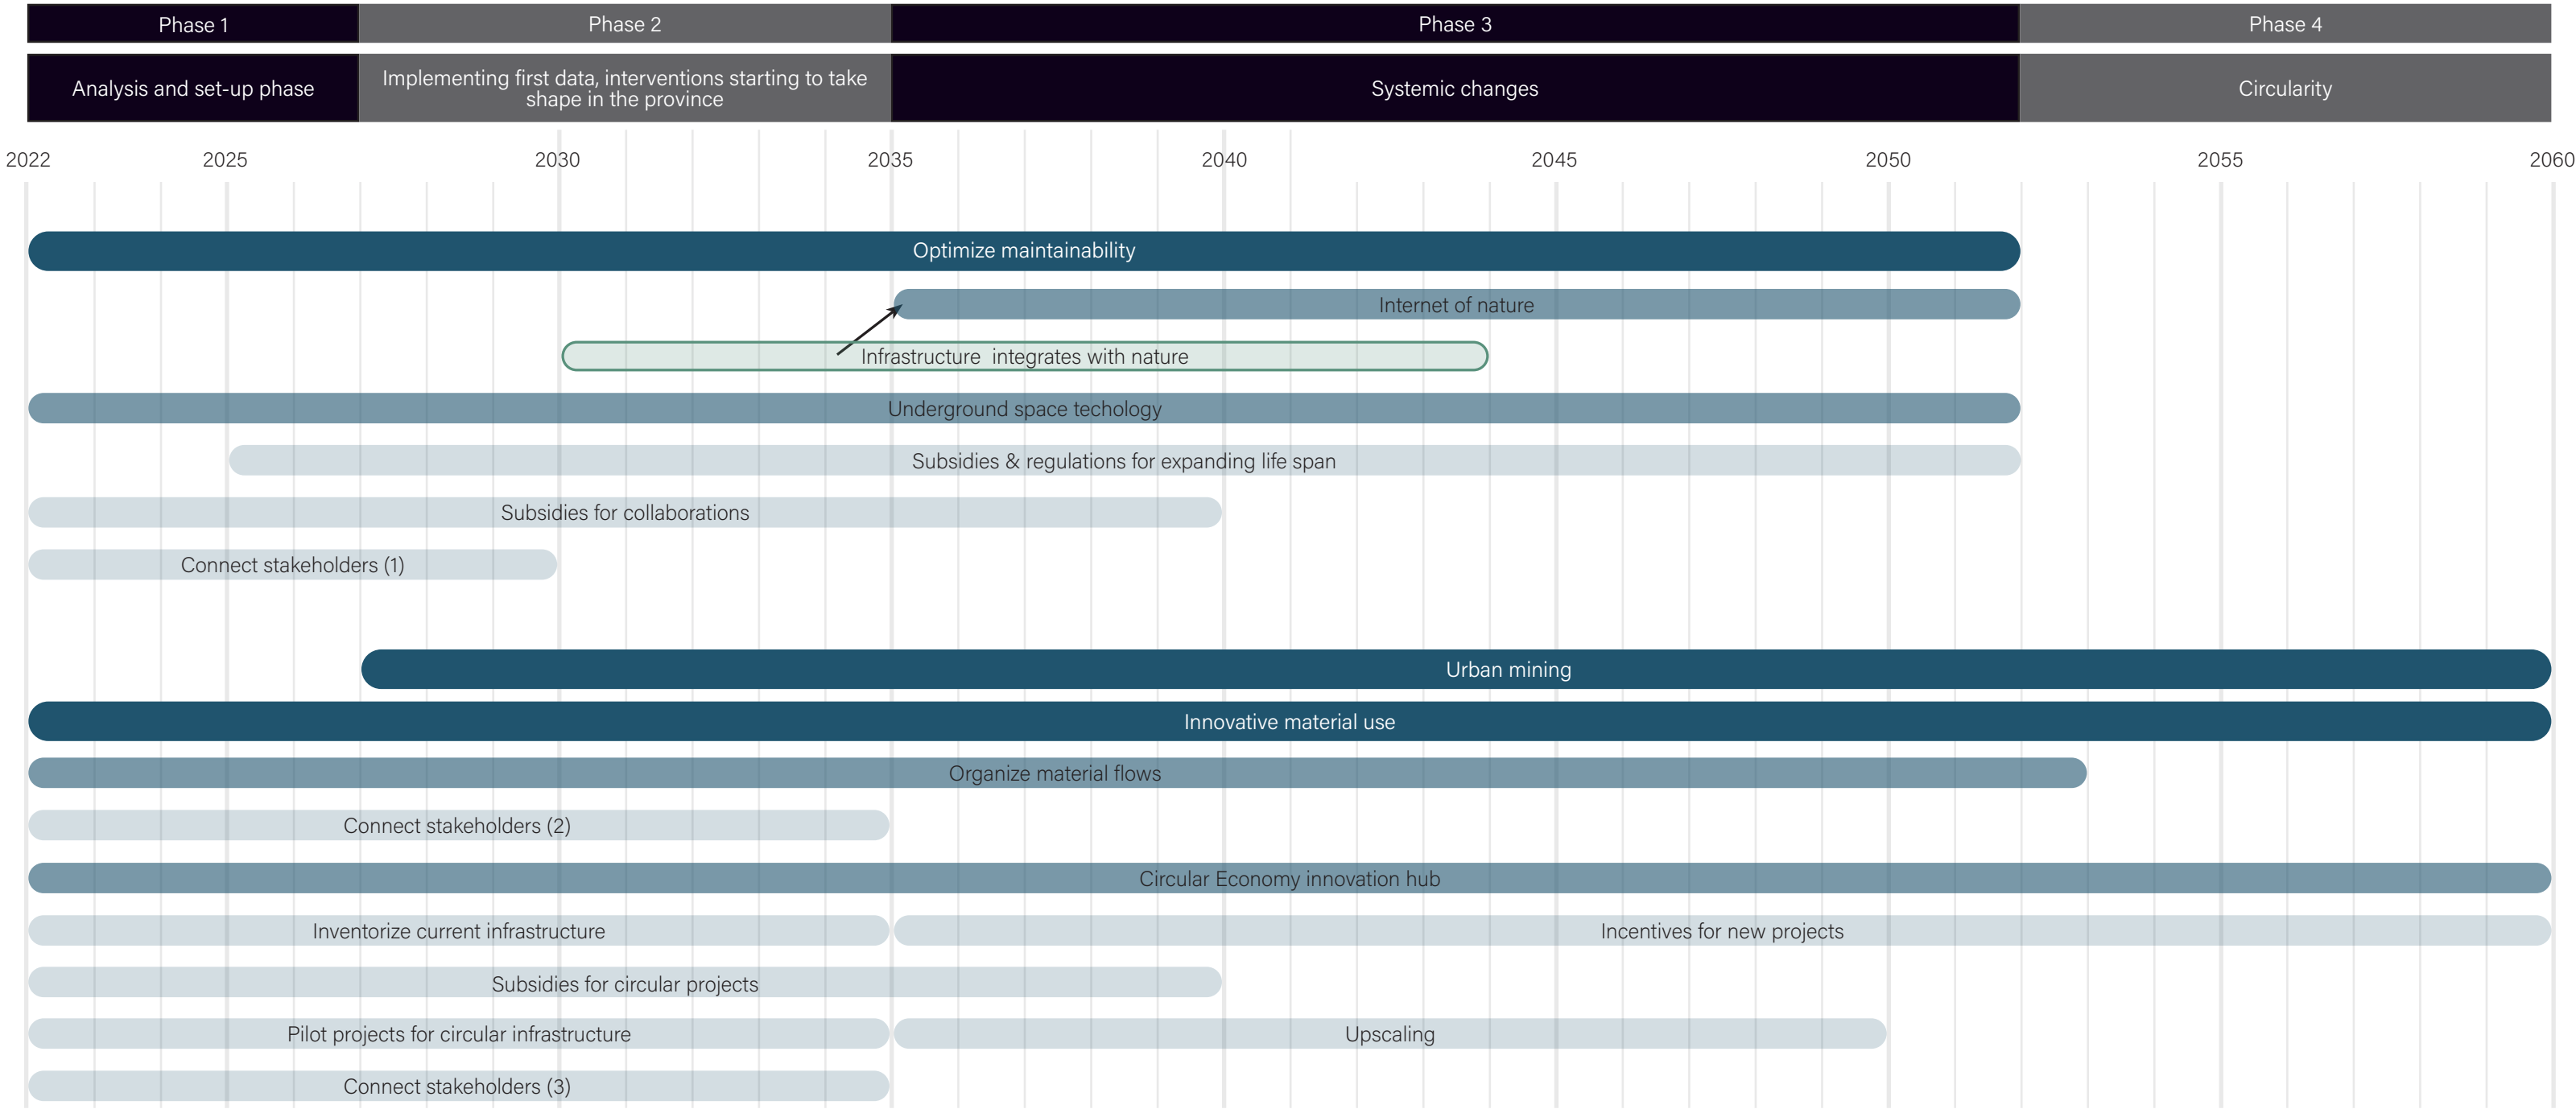 Phase 1
Phase 2
Phase 3
Phase 4
Analysis and set-up phase
Implementing first data, interventions starting to take
shape in the province
Systemic changes
Circularity
2022
2025
2030
2035
2040
2045
2050
2055
2060
Optimize maintainability
Internet of nature
Infrastructure integrates with nature
Underground space techology
Subsidies & regulations for expanding life span
Subsidies for collaborations
Connect stakeholders (1)
Urban mining
Innovative material use
Organize material flows
Connect stakeholders (2)
Circular Economy innovation hub
Inventorize current infrastructure
Incentives for new projects
Subsidies for circular projects
Pilot projects for circular infrastructure
Upscaling
Connect stakeholders (3)